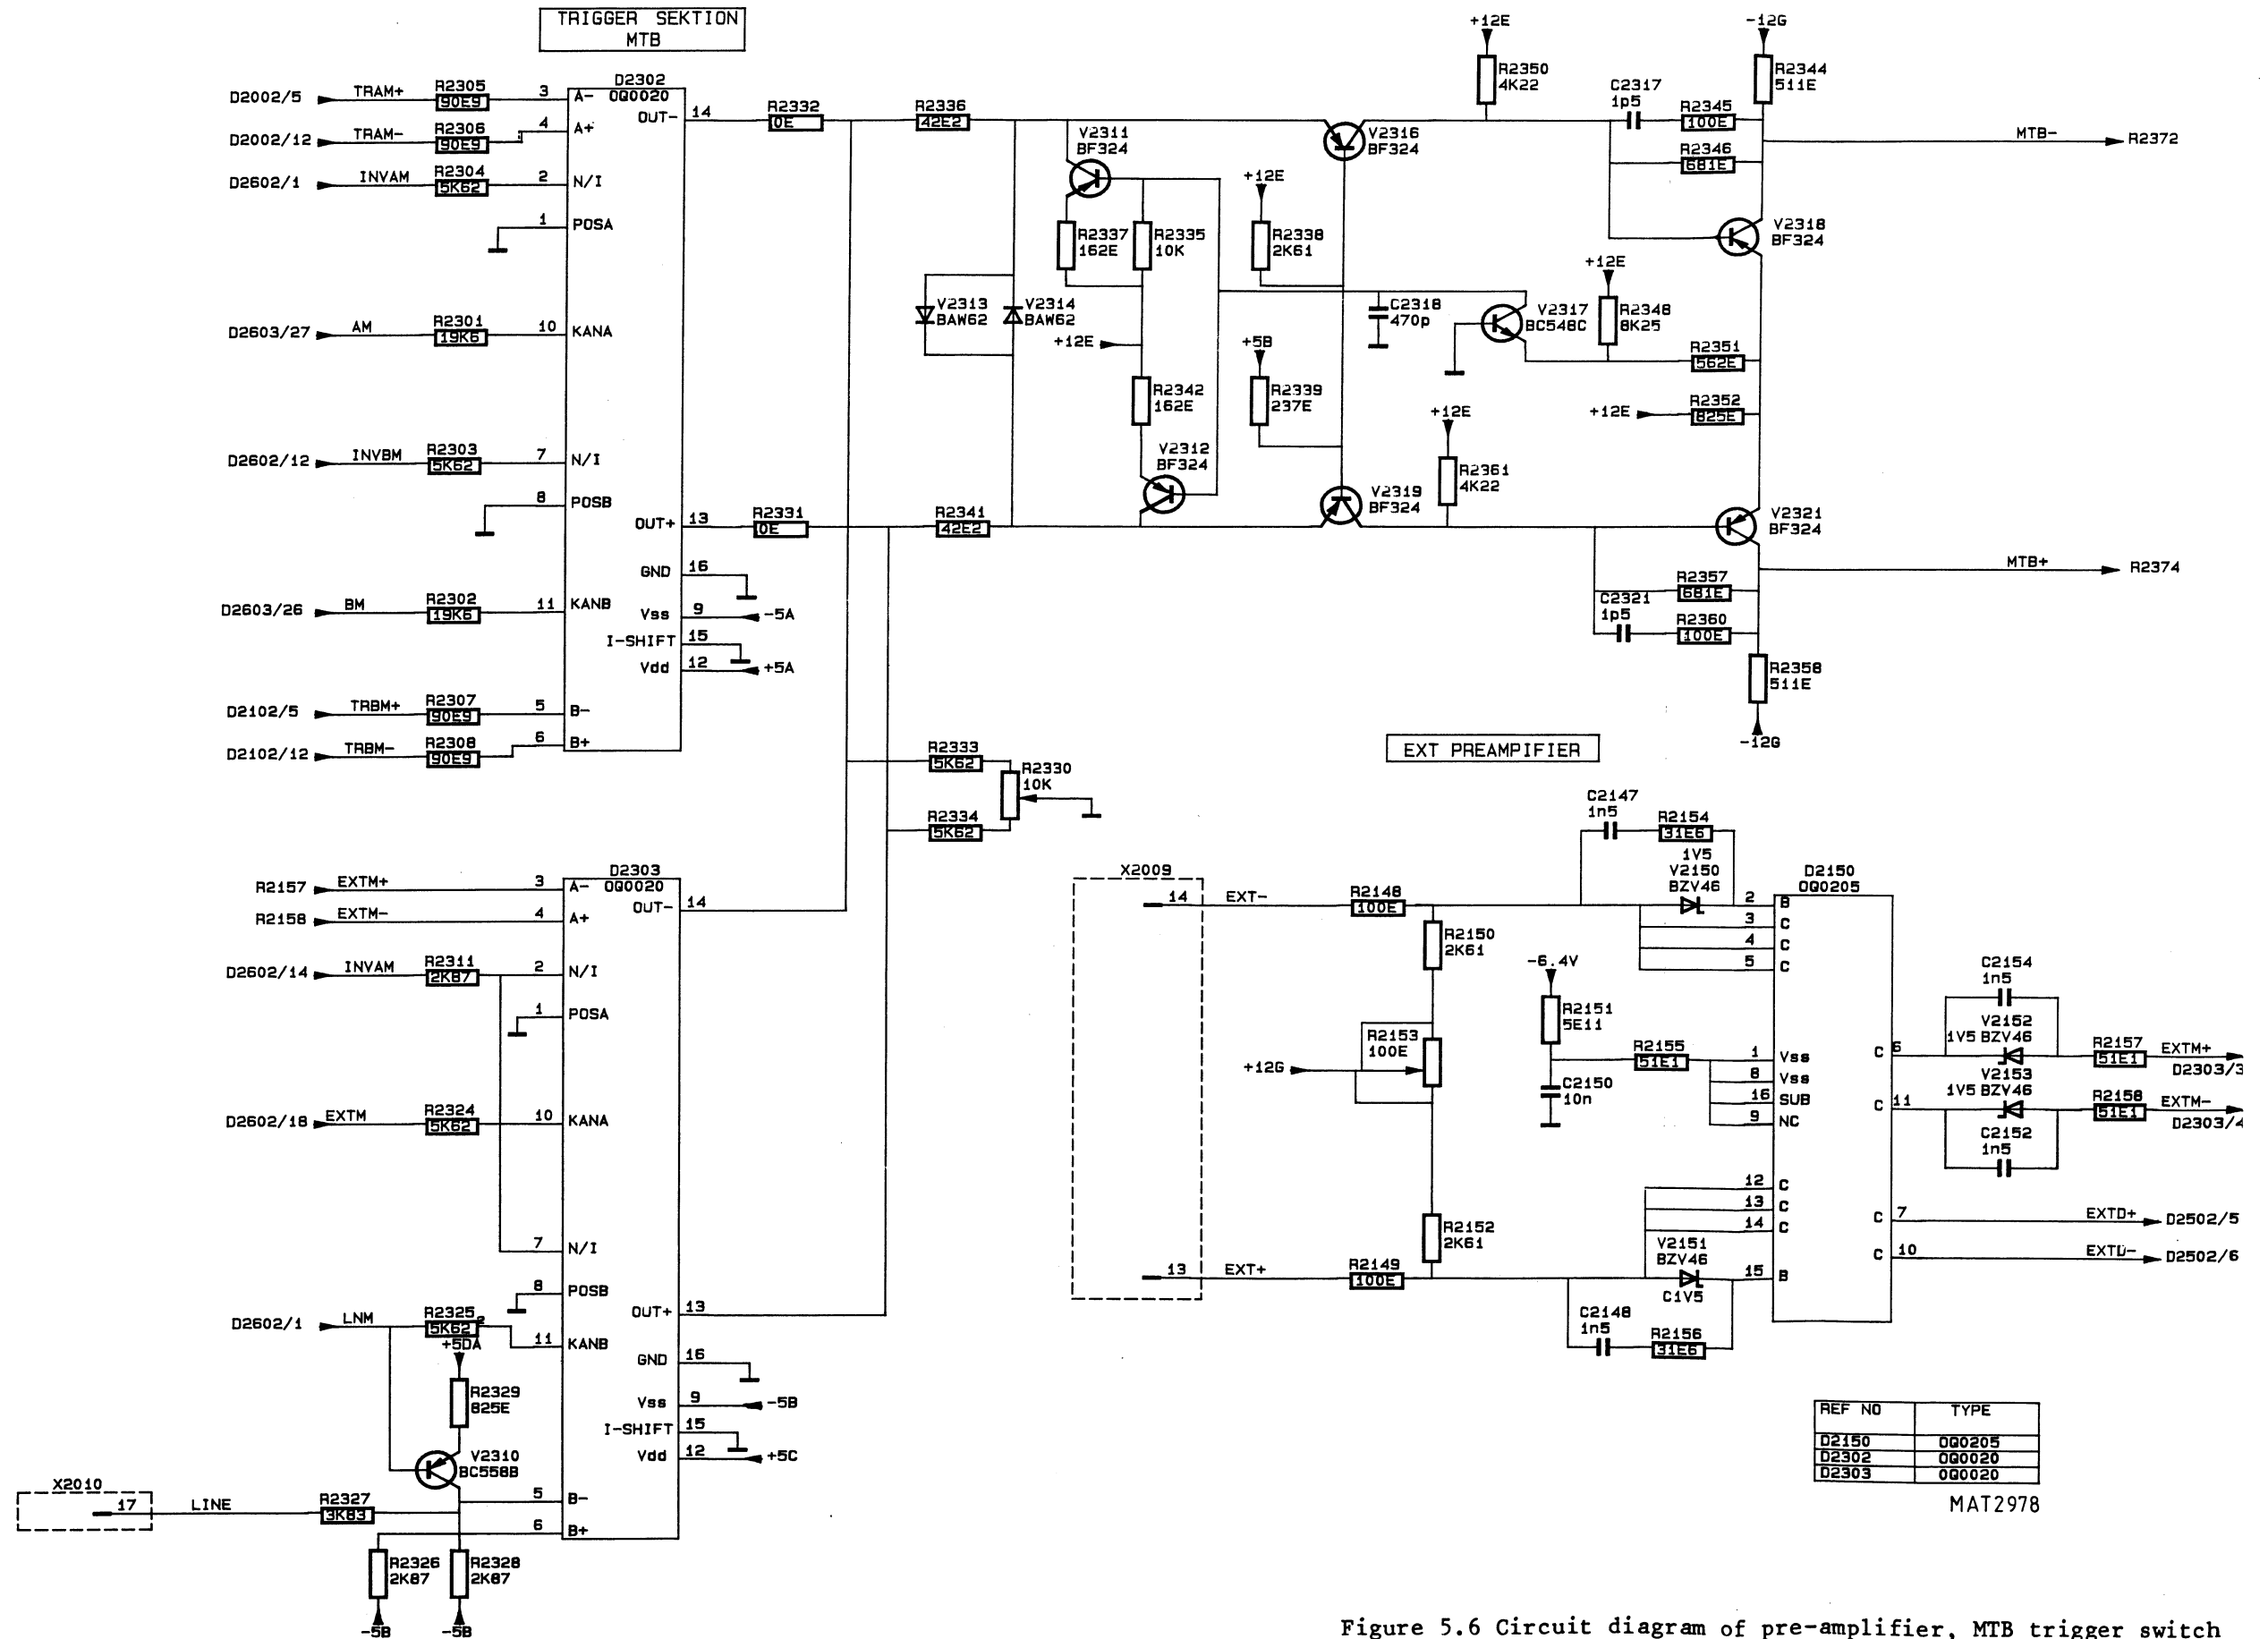 TRIGGER SEKTION
MTB
D2302
OQ0020
D2002/5 TRAM+ R2305 90E9 3 A-
D2002/12 TRAM- R2306 90E9 4 A+
D2602/1 INVAM R2304 5K62 2 N/I
1 POSA
D2603/27 AM R2301 19K6 10 KANA
D2602/12 INVBM R2303 5K62 7 N/I
8 POSB
D2603/26 BM R2302 19K6 11 KANB
D2102/5 TRBM+ R2307 90E9 5 B-
D2102/12 TRBM- R2308 90E9 6 B+
OUT- 14
OUT+ 13
GND 16
Vss 9 -5A
I-SHIFT 15
Vdd 12 +5A
R2332
0E
R2336
42E2
R2331
0E
R2341
42E2
V2311
BF324
R2337
162E
R2335
10K
V2313
BAW62
V2314
BAW62
+12E
R2342
162E
V2312
BF324
+12E
R2338
2K61
+5B
R2339
237E
V2316
BF324
V2319
BF324
C2318
470p
V2317
BC548C
+12E
R2348
8K25
R2351
562E
+12E
R2352
825E
+12E
R2361
4K22
+12E
R2350
4K22
C2317
1p5
R2345
100E
R2346
681E
-12G
R2344
511E
MTB- R2372
V2318
BF324
V2321
BF324
MTB+ R2374
R2357
681E
C2321
1p5
R2360
100E
R2358
511E
-12G
R2333
5K62
R2330
10K
R2334
5K62
D2303
OQ0020
R2157 EXTM+ 3 A-
R2158 EXTM- 4 A+
D2602/14 INVAM R2311 2K87 2 N/I
1 POSA
D2602/18 EXTM R2324 5K62 10 KANA
7 N/I
8 POSB
D2602/1 LNM R2325 5K62 2 11 KANB
+5DA
R2329
825E
V2310
BC558B
X2010
17 LINE R2327 3K83 5 B-
6 B+
R2326
2K87
R2328
2K87
-5B -5B
OUT- 14
OUT+ 13
GND 16
Vss 9 -5B
I-SHIFT 15
Vdd 12 +5C
EXT PREAMPIFIER
X2009
14 EXT- R2148 100E
13 EXT+ R2149 100E
R2150
2K61
R2153
100E
+12G
R2152
2K61
-6.4V
R2151
5E11
R2155
51E1
C2150
10n
C2147
1n5
R2154
31E6
1V5
V2150
BZV46
V2151
BZV46
C1V5
C2148
1n5
R2156
31E6
D2150
OQ0205
2 B
3 C
4 C
5 C
1 Vss
8 Vss
16 SUB
9 NC
12 C
13 C
14 C
15 B
C 6
C 11
C 7 EXTD+ D2502/5
C 10 EXTD- D2502/6
C2154
1n5
V2152
1V5 BZV46
R2157
51E1
EXTM+
D2303/3
V2153
1V5 BZV46
R2158
51E1
EXTM-
D2303/4
C2152
1n5
REF NO TYPE
D2150 OQ0205
D2302 OQ0020
D2303 OQ0020
MAT2978
Figure 5.6 Circuit diagram of pre-amplifier, MTB trigger switch